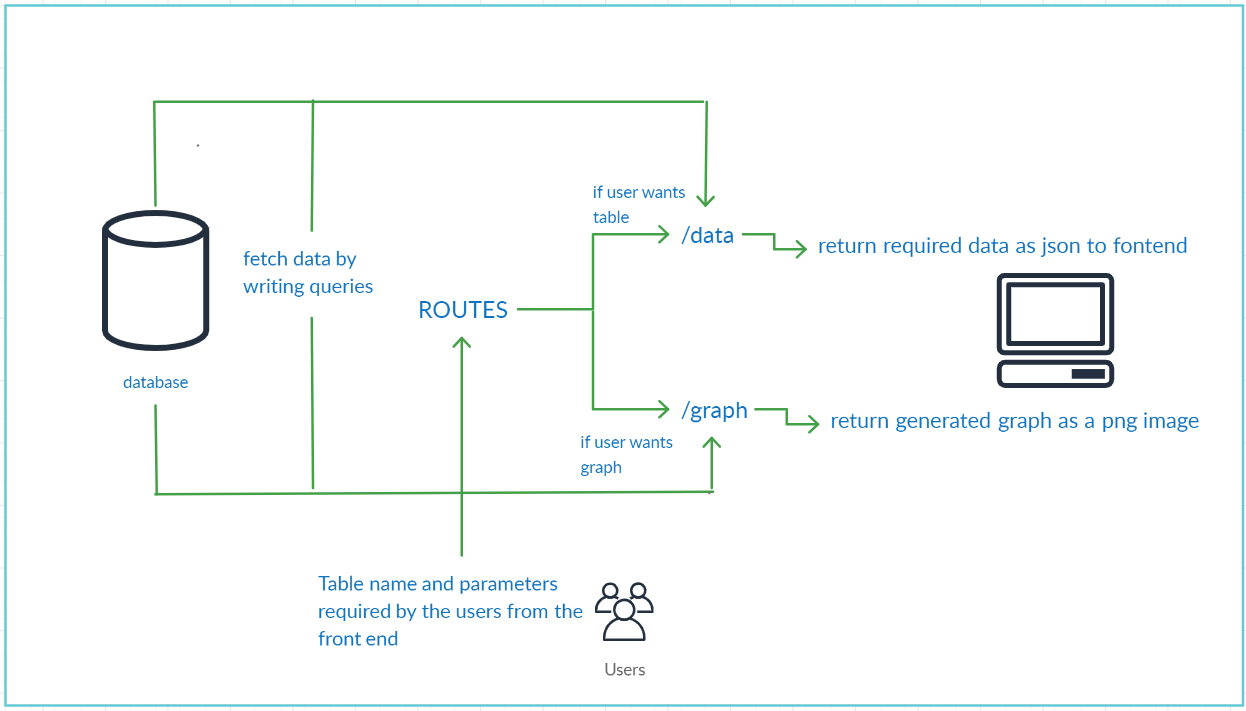 if user wants
table
/data
return required data as json to fontend
fetch data by
writing queries
ROUTES
database
/graph
return generated graph as a png image
if user wants
graph
Table name and parameters
required by the users from the
front end
Users